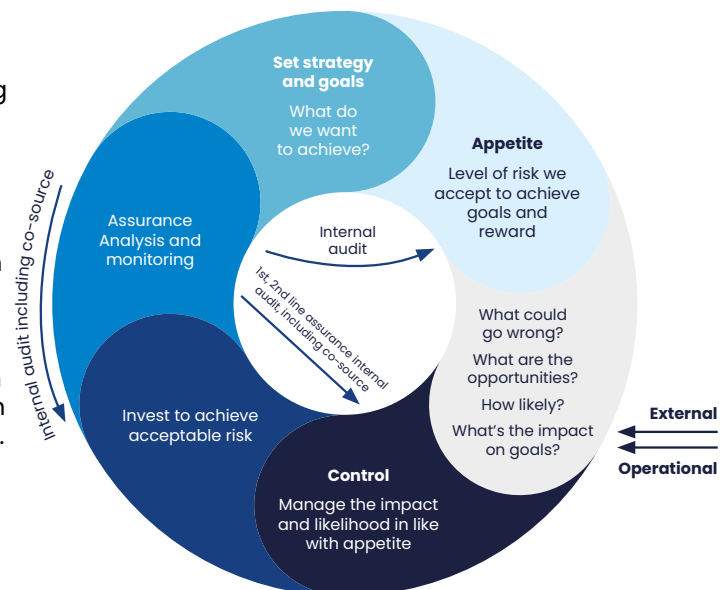 Set strategy
and goals
What do
we want
to achieve?
Appetite
Level of risk we
accept to achieve
goals and
reward
What could
go wrong?
What are the
opportunities?
How likely?
What's the impact
on goals?
External
Operational
Control
Manage the impact
and likelihood in like
with appetite
Invest to achieve
acceptable risk
Assurance
Analysis and
monitoring
Internal audit including co-source
Internal
audit
1st, 2nd line assurance internal
audit, including co-source